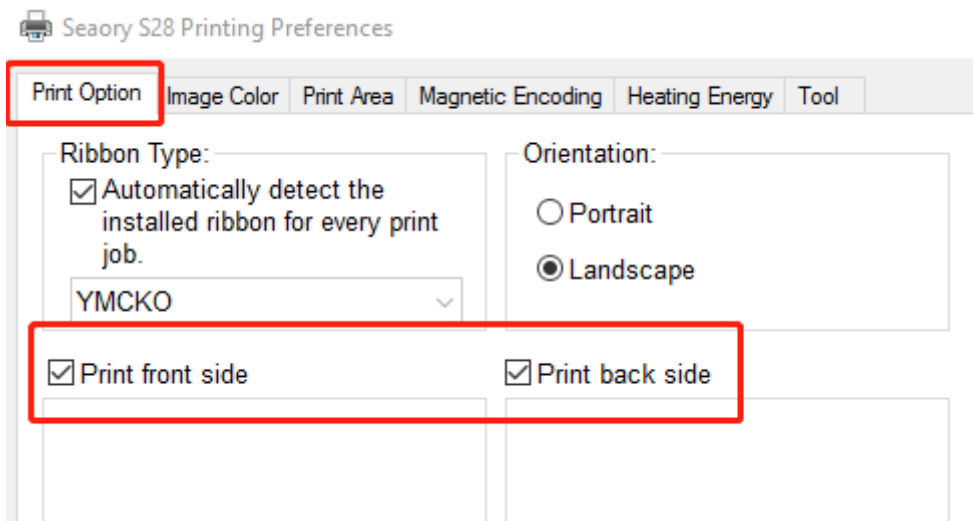 Seaory S28 Printing Preferences
Print Option Image Color Print Area Magnetic Encoding Heating Energy Tool
Ribbon Type:
Automatically detect the
installed ribbon for every print
job.
YMCKO
Orientation:
Portrait
Landscape
Print front side
Print back side